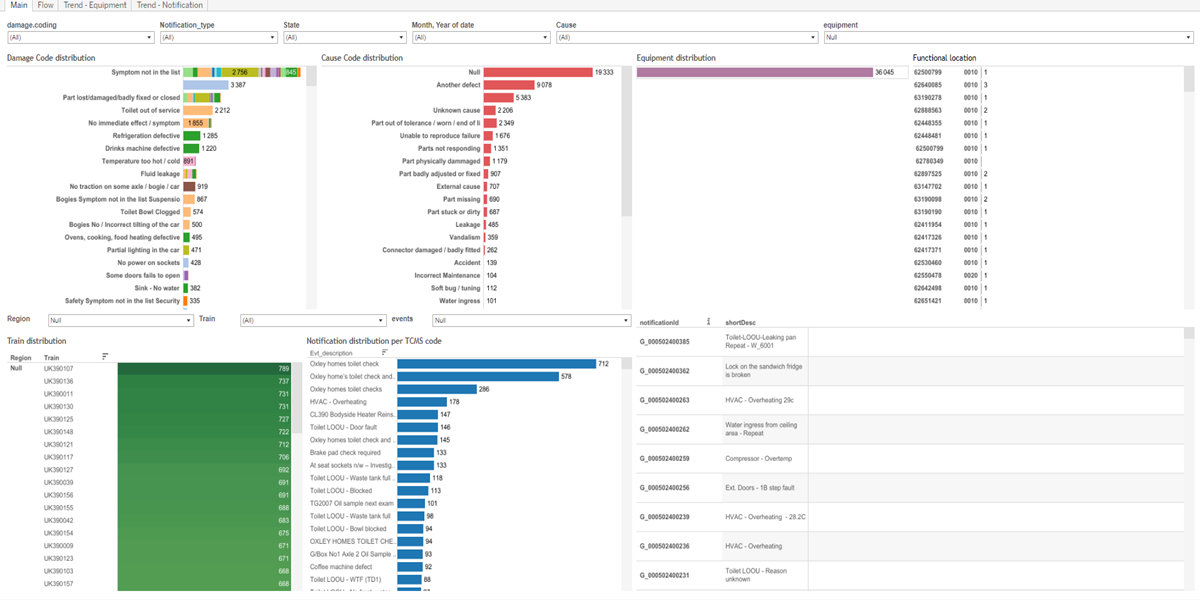 Main Flow Trend - Equipment Trend - Notification
damage.coding Notification_type State Month, Year of date Cause equipment
(All) (All) (All) (All) (All) Null
Damage Code distribution
Symptom not in the list 2 756 845
3 387
Part lost/damaged/badly fixed or closed
Toilet out of service 2 212
No immediate effect / symptom 1 855
Refrigeration defective 1 285
Drinks machine defective 1 220
Temperature too hot / cold 891
Fluid leakage
No traction on some axle / bogie / car 919
Bogies Symptom not in the list Suspensio 867
Toilet Bowl Clogged 574
Bogies No / Incorrect tilting of the car 500
Ovens, cooking, food heating defective 495
Partial lighting in the car 471
No power on sockets 428
Some doors fails to open
Sink - No water 382
Safety Symptom not in the list Security 335
Cause Code distribution
Null 19 333
Another defect 9 078
5 383
Unknown cause 2 206
Part out of tolerance / worn / end of li 2 349
Unable to reproduce failure 1 676
Parts not responding 1 351
Part physically dammaged 1 179
Part badly adjusted or fixed 907
External cause 707
Part missing 690
Part stuck or dirty 687
Leakage 485
Vandalism 359
Connector damaged / badly fitted 262
Accident 139
Incorrect Maintenance 104
Soft bug / tuning 112
Water ingress 101
Equipment distribution
36 045
Functional location
62500799 0010 1
62640085 0010 3
63190278 0010 1
62888563 0010 2
62448355 0010 1
62448481 0010 1
62500799 0010 1
62780349 0010
62897525 0010 2
63147702 0010 1
63190098 0010 2
63190190 0010 1
62411954 0010 1
62417326 0010 1
62417371 0010 1
62530460 0010 1
62550478 0020 1
62642498 0010 1
62651421 0010 1
Region Null Train (All) events Null
Train distribution
Region Train
Null UK390107 789
UK390136 737
UK390011 731
UK390130 731
UK390125 727
UK390148 722
UK390121 712
UK390117 706
UK390127 692
UK390039 691
UK390156 691
UK390155 688
UK390042 683
UK390154 675
UK390009 671
UK390123 671
UK390103 668
UK390157 668
Notification distribution per TCMS code
Evt_description
Oxley homes toilet check 712
Oxley home's toilet check and.. 578
Oxley homes toilet checks 286
HVAC - Overheating 178
CL390 Bodyside Heater Reins.. 147
Toilet LOOU - Door fault 146
Oxley homes toilet check and .. 145
Brake pad check required 133
At seat sockets n/w – Investig.. 133
Toilet LOOU - Waste tank full .. 118
Toilet LOOU - Blocked 113
TG2007 Oil sample next exam 101
Toilet LOOU - Waste tank full 98
Toilet LOOU - Bowl blocked 94
OXLEY HOMES TOILET CHE.. 94
G/Box No1 Axle 2 Oil Sample .. 93
Coffee machine defect 92
Toilet LOOU - WTF (TD1) 88
notificationId shortDesc
G_000502400385 Toilet-LOOU-Leaking pan
Repeat - W_6001
G_000502400362 Lock on the sandwich fridge
is broken
G_000502400263 HVAC - Overheating 29c
G_000502400262 Water ingress from ceiling
area - Repeat
G_000502400259 Compressor - Overtemp
G_000502400256 Ext. Doors - 1B step fault
G_000502400239 HVAC - Overheating - 28.2C
G_000502400236 HVAC - Overheating
G_000502400231 Toilet LOOU - Reason
unknown